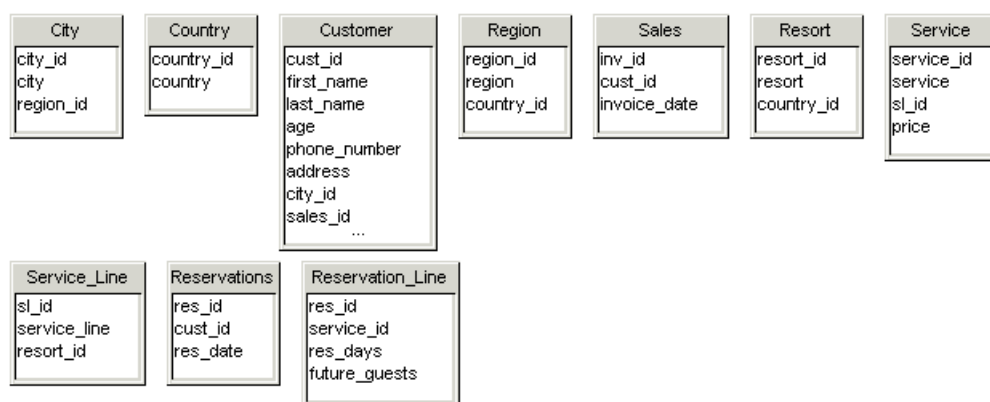 City
city_id
city
region_id
Country
country_id
country
Customer
cust_id
first_name
last_name
age
phone_number
address
city_id
sales_id
...
Region
region_id
region
country_id
Sales
inv_id
cust_id
invoice_date
Resort
resort_id
resort
country_id
Service
service_id
service
sl_id
price
Service_Line
sl_id
service_line
resort_id
Reservations
res_id
cust_id
res_date
Reservation_Line
res_id
service_id
res_days
future_guests